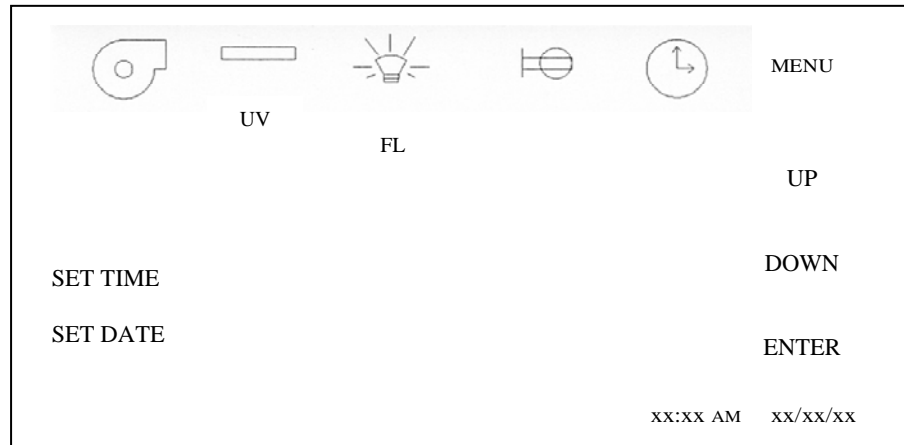 MENU
UV
FL
UP
DOWN
SET TIME
SET DATE
ENTER
xx:xx AM xx/xx/xx